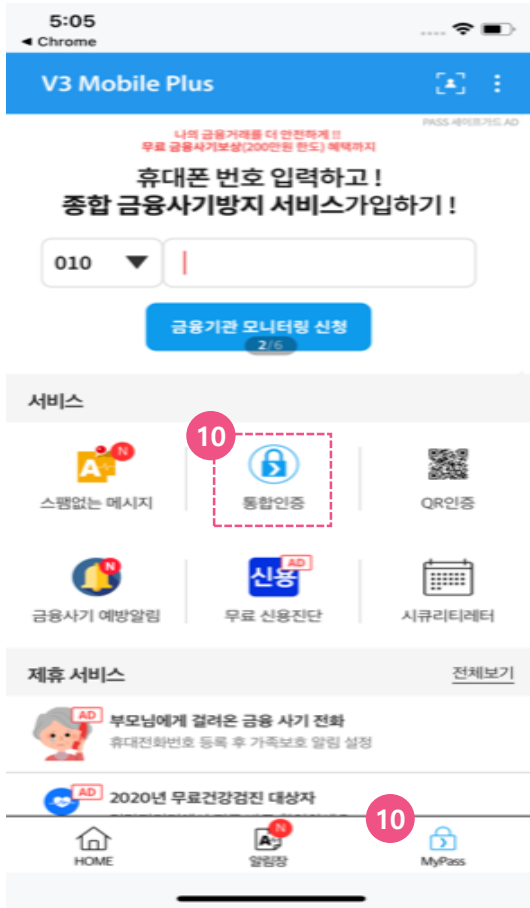 5:05
◀ Chrome
V3 Mobile Plus
PASS 세이프가드 AD
나의 금융거래를 더 안전하게 !!
무료 금융사기보상(200만원 한도) 혜택까지
휴대폰 번호 입력하고 !
종합 금융사기방지 서비스가입하기 !
010
금융기관 모니터링 신청
2/6
서비스
10
N
스팸없는 메시지
통합인증
QR인증
N
신용
AD
금융사기 예방알림
무료 신용진단
시큐리티레터
제휴 서비스
전체보기
AD
부모님에게 걸려온 금융 사기 전화
휴대전화번호 등록 후 가족보호 알림 설정
AD
2020년 무료건강검진 대상자
10
N
HOME
알림장
MyPass